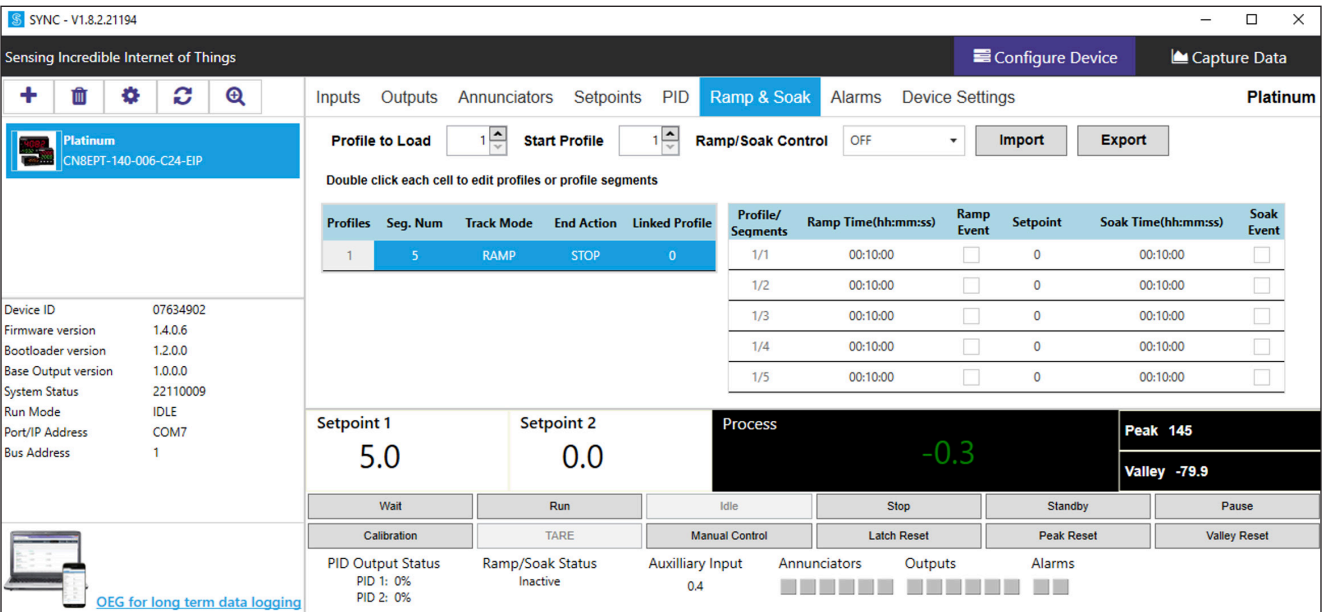 SYNC - V1.8.2.21194
Sensing Incredible Internet of Things
Configure Device
Capture Data
Inputs Outputs Annunciators Setpoints PID Ramp & Soak Alarms Device Settings Platinum
Platinum
CN8EPT-140-006-C24-EIP
Profile to Load 1 Start Profile 1 Ramp/Soak Control OFF Import Export
Double click each cell to edit profiles or profile segments
Profiles Seg. Num Track Mode End Action Linked Profile
1 5 RAMP STOP 0
Profile/ Segments Ramp Time(hh:mm:ss) Ramp Event Setpoint Soak Time(hh:mm:ss) Soak Event
1/1 00:10:00 0 00:10:00
1/2 00:10:00 0 00:10:00
1/3 00:10:00 0 00:10:00
1/4 00:10:00 0 00:10:00
1/5 00:10:00 0 00:10:00
Device ID 07634902
Firmware version 1.4.0.6
Bootloader version 1.2.0.0
Base Output version 1.0.0.0
System Status 22110009
Run Mode IDLE
Port/IP Address COM7
Bus Address 1
Setpoint 1
5.0
Setpoint 2
0.0
Process
-0.3
Peak 145
Valley -79.9
Wait Run Idle Stop Standby Pause
Calibration TARE Manual Control Latch Reset Peak Reset Valley Reset
PID Output Status
PID 1: 0%
PID 2: 0%
Ramp/Soak Status
Inactive
Auxilliary Input
0.4
Annunciators
Outputs
Alarms
OEG for long term data logging